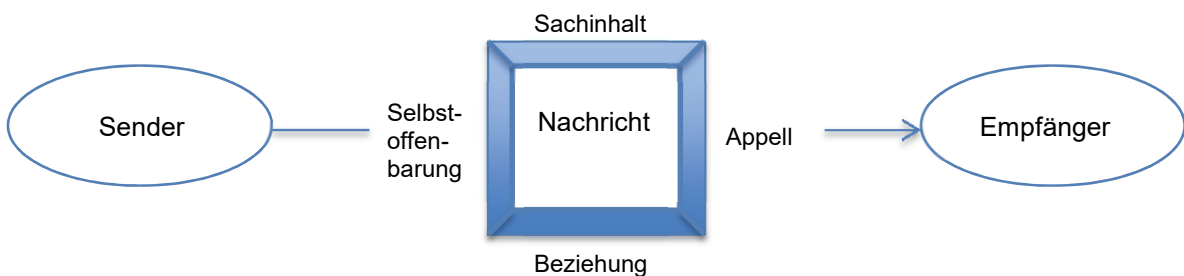 Sachinhalt
Sender
Selbst-
offen-
barung
Nachricht
Appell
Empfänger
Beziehung